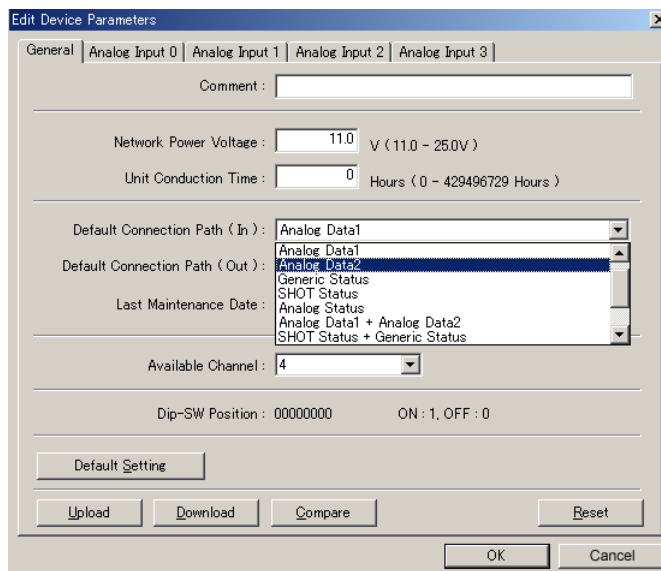 Edit Device Parameters
General Analog Input 0 Analog Input 1 Analog Input 2 Analog Input 3
Comment :
Network Power Voltage : 11.0 V ( 11.0 - 25.0V )
Unit Conduction Time : 0 Hours ( 0 - 429496729 Hours )
Default Connection Path ( In ) : Analog Data1
Analog Data1
Default Connection Path ( Out ) : Analog Data2
Generic Status
SHOT Status
Last Maintenance Date : Analog Status
Analog Data1 + Analog Data2
SHOT Status + Generic Status
Available Channel : 4
Dip-SW Position : 00000000 ON : 1, OFF : 0
Default Setting
Upload Download Compare Reset
OK Cancel